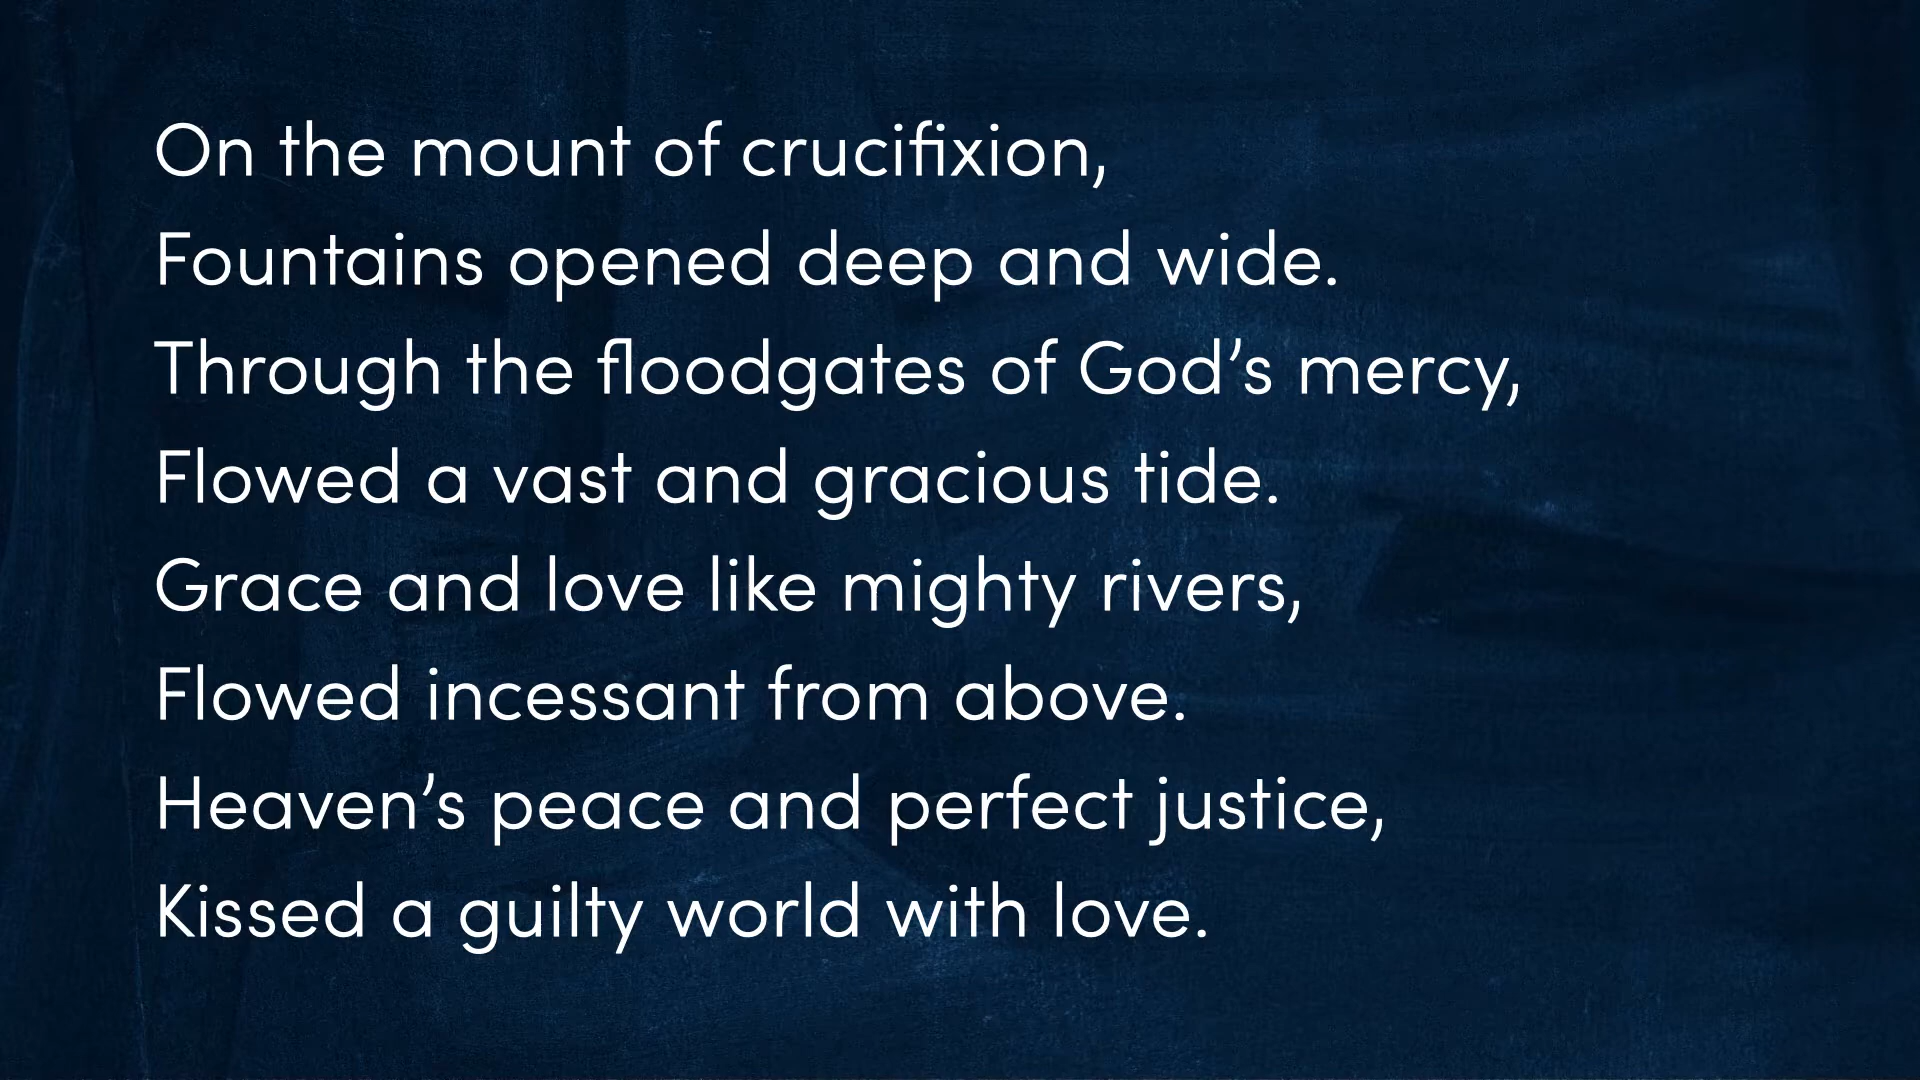 On the mount of crucifixion,
Fountains opened deep and wide.
Through the floodgates of God’s mercy,
Flowed a vast and gracious tide.
Grace and love like mighty rivers,
Flowed incessant from above.
Heaven’s peace and perfect justice,
Kissed a guilty world with love.